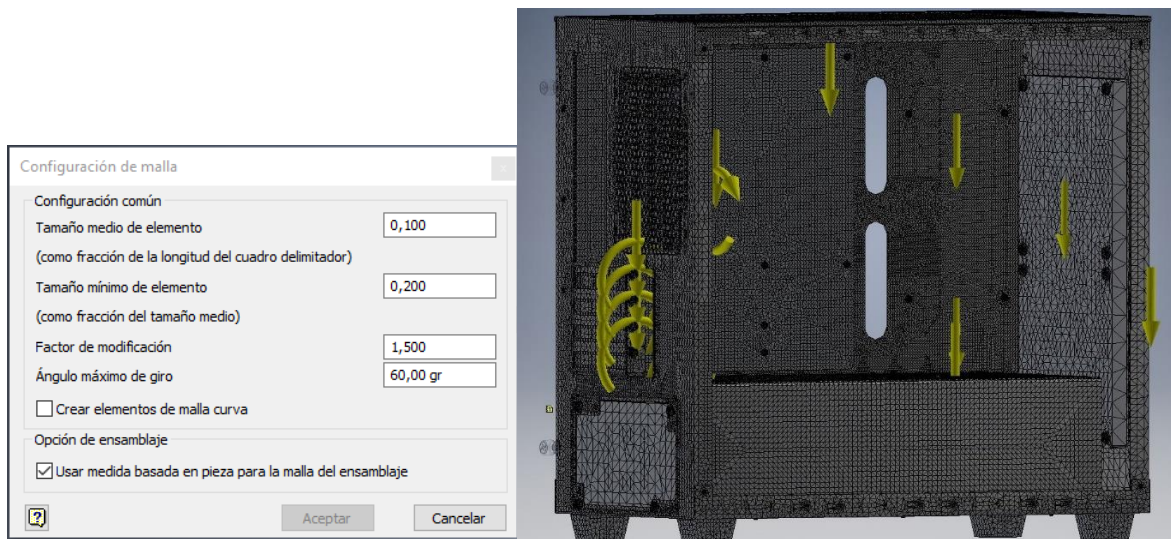 Configuración de malla
Configuración común
Tamaño medio de elemento
0,100
(como fracción de la longitud del cuadro delimitador)
Tamaño mínimo de elemento
0,200
(como fracción del tamaño medio)
Factor de modificación
1,500
Ángulo máximo de giro
60,00 gr
Crear elementos de malla curva
Opción de ensamblaje
Usar medida basada en pieza para la malla del ensamblaje
Aceptar
Cancelar